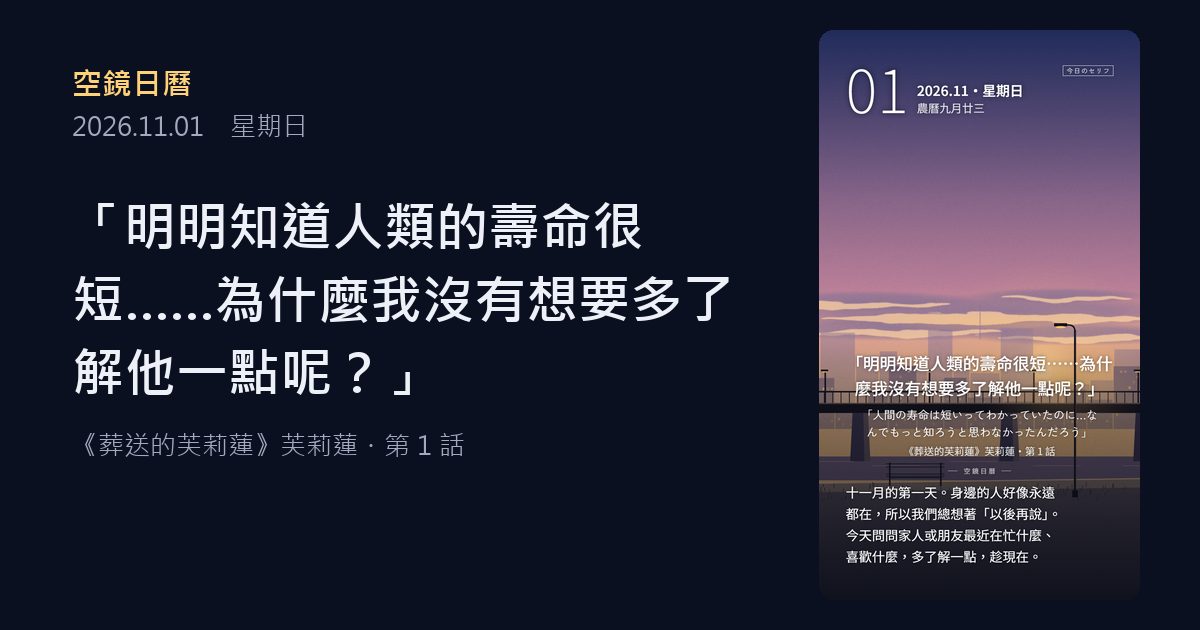 空鏡日曆
2026.11.01 星期日
「明明知道人類的壽命很
短……為什麼我沒有想要多了
解他一點呢？」
《葬送的芙莉蓮》芙莉蓮・第 1 話
今日のセリフ
01
2026.11・星期日
農曆九月廿三
「明明知道人類的壽命很短……為什
麼我沒有想要多了解他一點呢？」
「人間の寿命は短いってわかっていたのに…な
んでもっと知ろうと思わなかったんだろう」
《葬送的芙莉蓮》芙莉蓮・第 1 話
— 空鏡日曆 —
十一月的第一天。身邊的人好像永遠
都在，所以我們總想著「以後再說」。
今天問問家人或朋友最近在忙什麼、
喜歡什麼，多了解一點，趁現在。